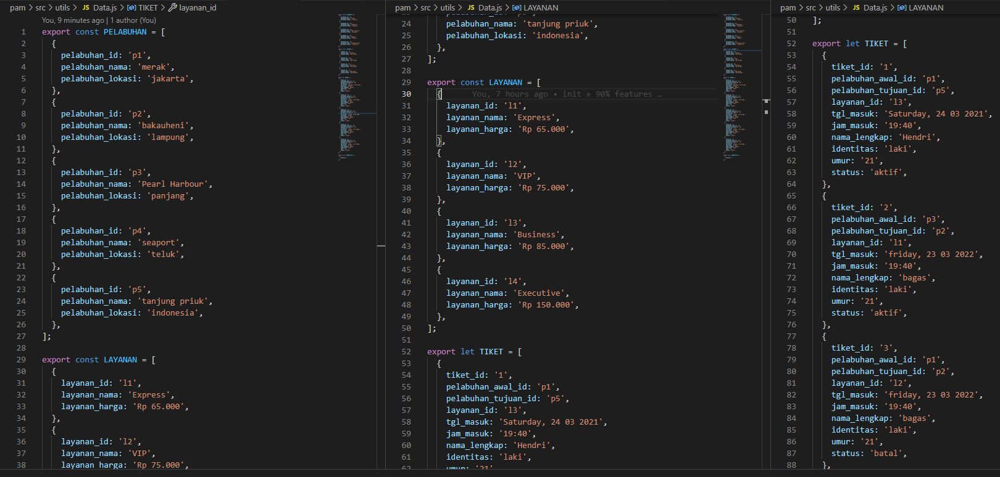 pam > src > utils > JS Data.js > TIKET > layanan_id
You, 9 minutes ago | 1 author (You)
1 export const PELABUHAN = [
2 {
3 pelabuhan_id: 'p1',
4 pelabuhan_nama: 'merak',
5 pelabuhan_lokasi: 'jakarta',
6 },
7 {
8 pelabuhan_id: 'p2',
9 pelabuhan_nama: 'bakauheni',
10 pelabuhan_lokasi: 'lampung',
11 },
12 {
13 pelabuhan_id: 'p3',
14 pelabuhan_nama: 'Pearl Harbour',
15 pelabuhan_lokasi: 'panjang',
16 },
17 {
18 pelabuhan_id: 'p4',
19 pelabuhan_nama: 'seaport',
20 pelabuhan_lokasi: 'teluk',
21 },
22 {
23 pelabuhan_id: 'p5',
24 pelabuhan_nama: 'tanjung priuk',
25 pelabuhan_lokasi: 'indonesia',
26 },
27 ];
28
29 export const LAYANAN = [
30 {
31 layanan_id: 'l1',
32 layanan_nama: 'Express',
33 layanan_harga: 'Rp 65.000',
34 },
35 {
36 layanan_id: 'l2',
37 layanan_nama: 'VIP',
38 layanan_harga: 'Rp 75.000',
pam > src > utils > JS Data.js > LAYANAN
24 pelabuhan_nama: 'tanjung priuk',
25 pelabuhan_lokasi: 'indonesia',
26 },
27 ];
28
29 export const LAYANAN = [
30 { You, 7 hours ago • init + 90% features …
31 layanan_id: 'l1',
32 layanan_nama: 'Express',
33 layanan_harga: 'Rp 65.000',
34 },
35 {
36 layanan_id: 'l2',
37 layanan_nama: 'VIP',
38 layanan_harga: 'Rp 75.000',
39 },
40 {
41 layanan_id: 'l3',
42 layanan_nama: 'Business',
43 layanan_harga: 'Rp 85.000',
44 },
45 {
46 layanan_id: 'l4',
47 layanan_nama: 'Executive',
48 layanan_harga: 'Rp 150.000',
49 },
50 ];
51
52 export let TIKET = [
53 {
54 tiket_id: '1',
55 pelabuhan_awal_id: 'p1',
56 pelabuhan_tujuan_id: 'p5',
57 layanan_id: 'l3',
58 tgl_masuk: 'Saturday, 24 03 2021',
59 jam_masuk: '19:40',
60 nama_lengkap: 'Hendri',
61 identitas: 'laki',
62 umur: '21'
pam > src > utils > JS Data.js > LAYANAN
50 ];
51
52 export let TIKET = [
53 {
54 tiket_id: '1',
55 pelabuhan_awal_id: 'p1',
56 pelabuhan_tujuan_id: 'p5',
57 layanan_id: 'l3',
58 tgl_masuk: 'Saturday, 24 03 2021',
59 jam_masuk: '19:40',
60 nama_lengkap: 'Hendri',
61 identitas: 'laki',
62 umur: '21',
63 status: 'aktif',
64 },
65 {
66 tiket_id: '2',
67 pelabuhan_awal_id: 'p3',
68 pelabuhan_tujuan_id: 'p2',
69 layanan_id: 'l1',
70 tgl_masuk: 'friday, 23 03 2022',
71 jam_masuk: '19:40',
72 nama_lengkap: 'bagas',
73 identitas: 'laki',
74 umur: '21',
75 status: 'aktif',
76 },
77 {
78 tiket_id: '3',
79 pelabuhan_awal_id: 'p1',
80 pelabuhan_tujuan_id: 'p2',
81 layanan_id: 'l2',
82 tgl_masuk: 'friday, 23 03 2022',
83 jam_masuk: '19:40',
84 nama_lengkap: 'bagas',
85 identitas: 'laki',
86 umur: '21',
87 status: 'batal',
88 },